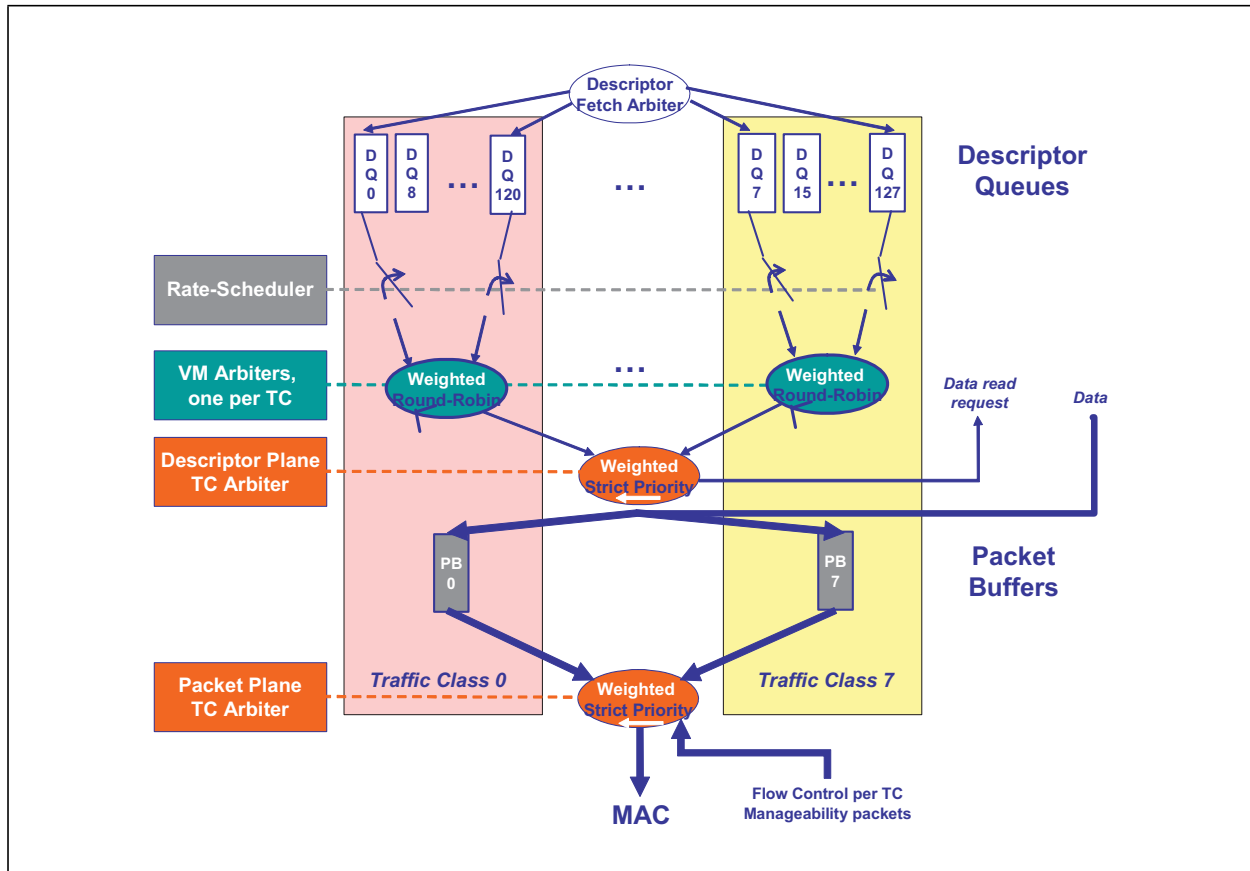 Descriptor
Fetch Arbiter
D
Q
0
D
Q
8
...
D
Q
120
...
D
Q
7
D
Q
15
...
D
Q
127
Descriptor
Queues
Rate-Scheduler
VM Arbiters,
one per TC
Weighted
Round-Robin
...
Weighted
Round-Robin
Data read
request
Data
Descriptor Plane
TC Arbiter
Weighted
Strict Priority
PB
0
PB
7
Packet
Buffers
Packet Plane
TC Arbiter
Traffic Class 0
Weighted
Strict Priority
Traffic Class 7
MAC
Flow Control per TC
Manageability packets